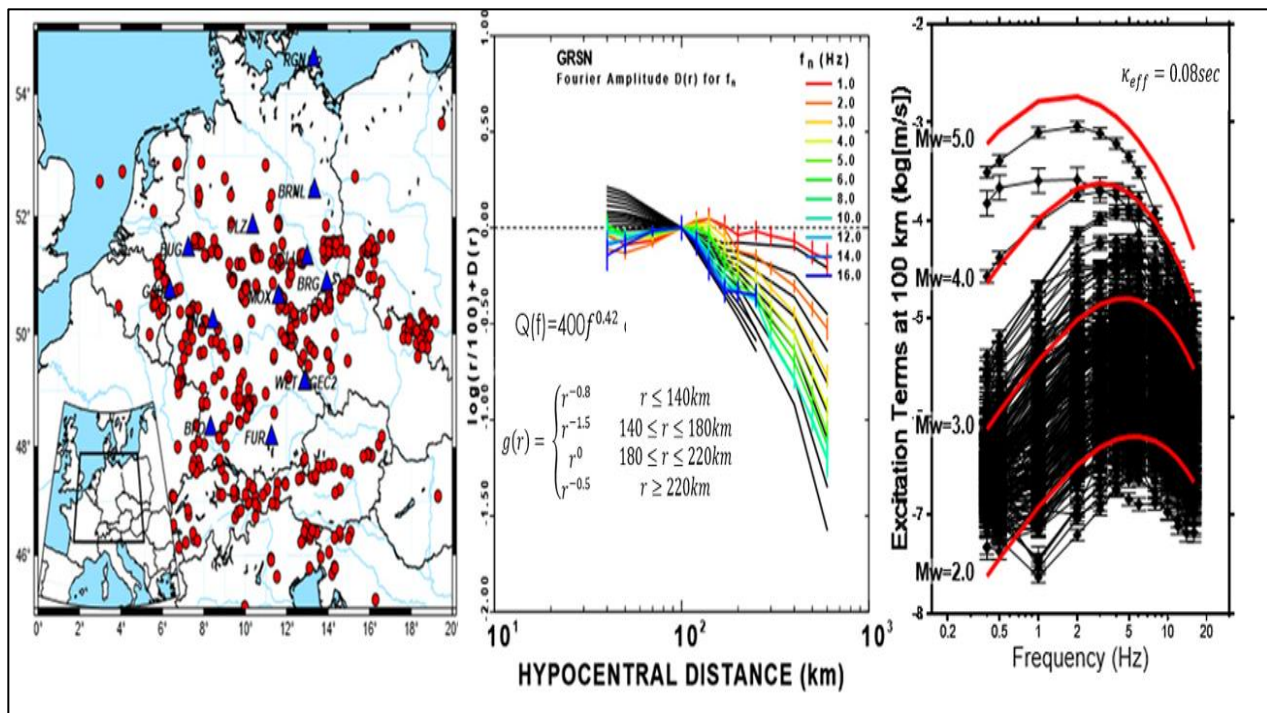 54°
52°
50°
48°
46°
0° 2° 4° 6° 8° 10° 12° 14° 16° 18° 20°
RGN
BRNL
CLZ
BUG
BRG
MOX
WET GEC2
BFO
FUR
GRSN
Fourier Amplitude D(r) for fn
fn (Hz)
1.0
2.0
3.0
4.0
5.0
6.0
8.0
10.0
12.0
14.0
16.0
log(r/100)+D(r)
1.00
0.50
0.00
-0.50
-1.00
-1.50
-2.00
Q(f)=400f^0.42
g(r) =
r^-0.8 r ≤ 140km
r^-1.5 140 ≤ r ≤ 180km
r^0 180 ≤ r ≤ 220km
r^-0.5 r ≥ 220km
10^1 10^2 10^3
HYPOCENTRAL DISTANCE (km)
Excitation Terms at 100 km (log[m/s])
-2
-3
-4
-5
-6
-7
-8
κeff = 0.08sec
Mw=5.0
Mw=4.0
Mw=3.0
Mw=2.0
0.2 0.5 1 2 5 10 20
Frequency (Hz)